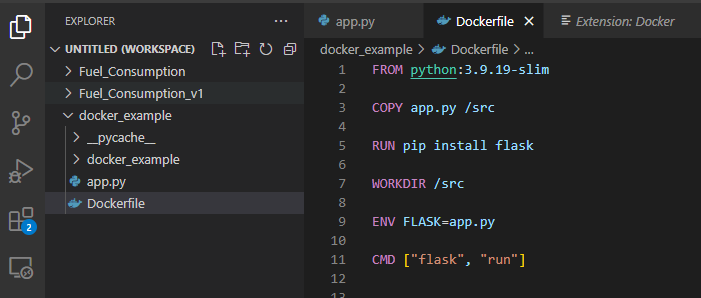 EXPLORER
UNTITLED (WORKSPACE)
Fuel_Consumption
Fuel_Consumption_v1
docker_example
__pycache__
docker_example
app.py
Dockerfile
2
app.py
Dockerfile
Extension: Docker
docker_example > Dockerfile > ...
1 FROM python:3.9.19-slim
2
3 COPY app.py /src
4
5 RUN pip install flask
6
7 WORKDIR /src
8
9 ENV FLASK=app.py
10
11 CMD ["flask", "run"]
12
13